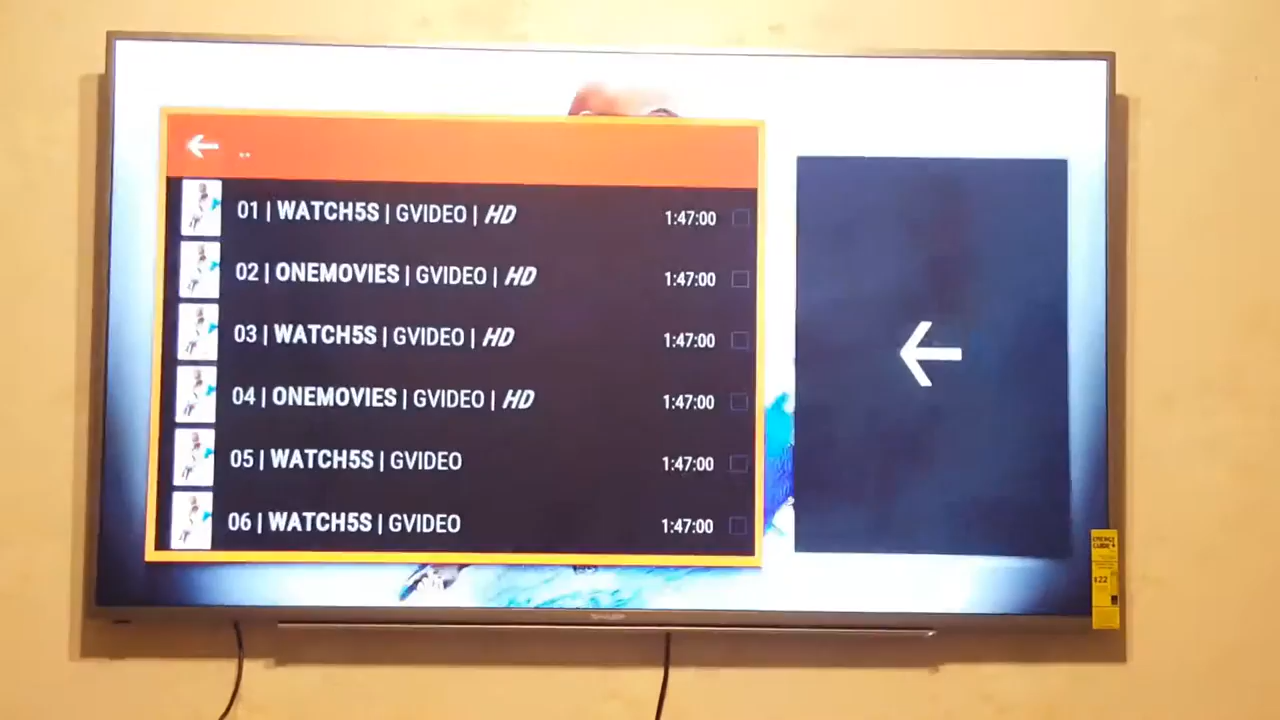 ..
01 | WATCH5S | GVIDEO | HD 1:47:00
02 | ONEMOVIES | GVIDEO | HD 1:47:00
03 | WATCH5S | GVIDEO | HD 1:47:00
04 | ONEMOVIES | GVIDEO | HD 1:47:00
05 | WATCH5S | GVIDEO 1:47:00
06 | WATCH5S | GVIDEO 1:47:00
ENERGY
GUIDE
$22